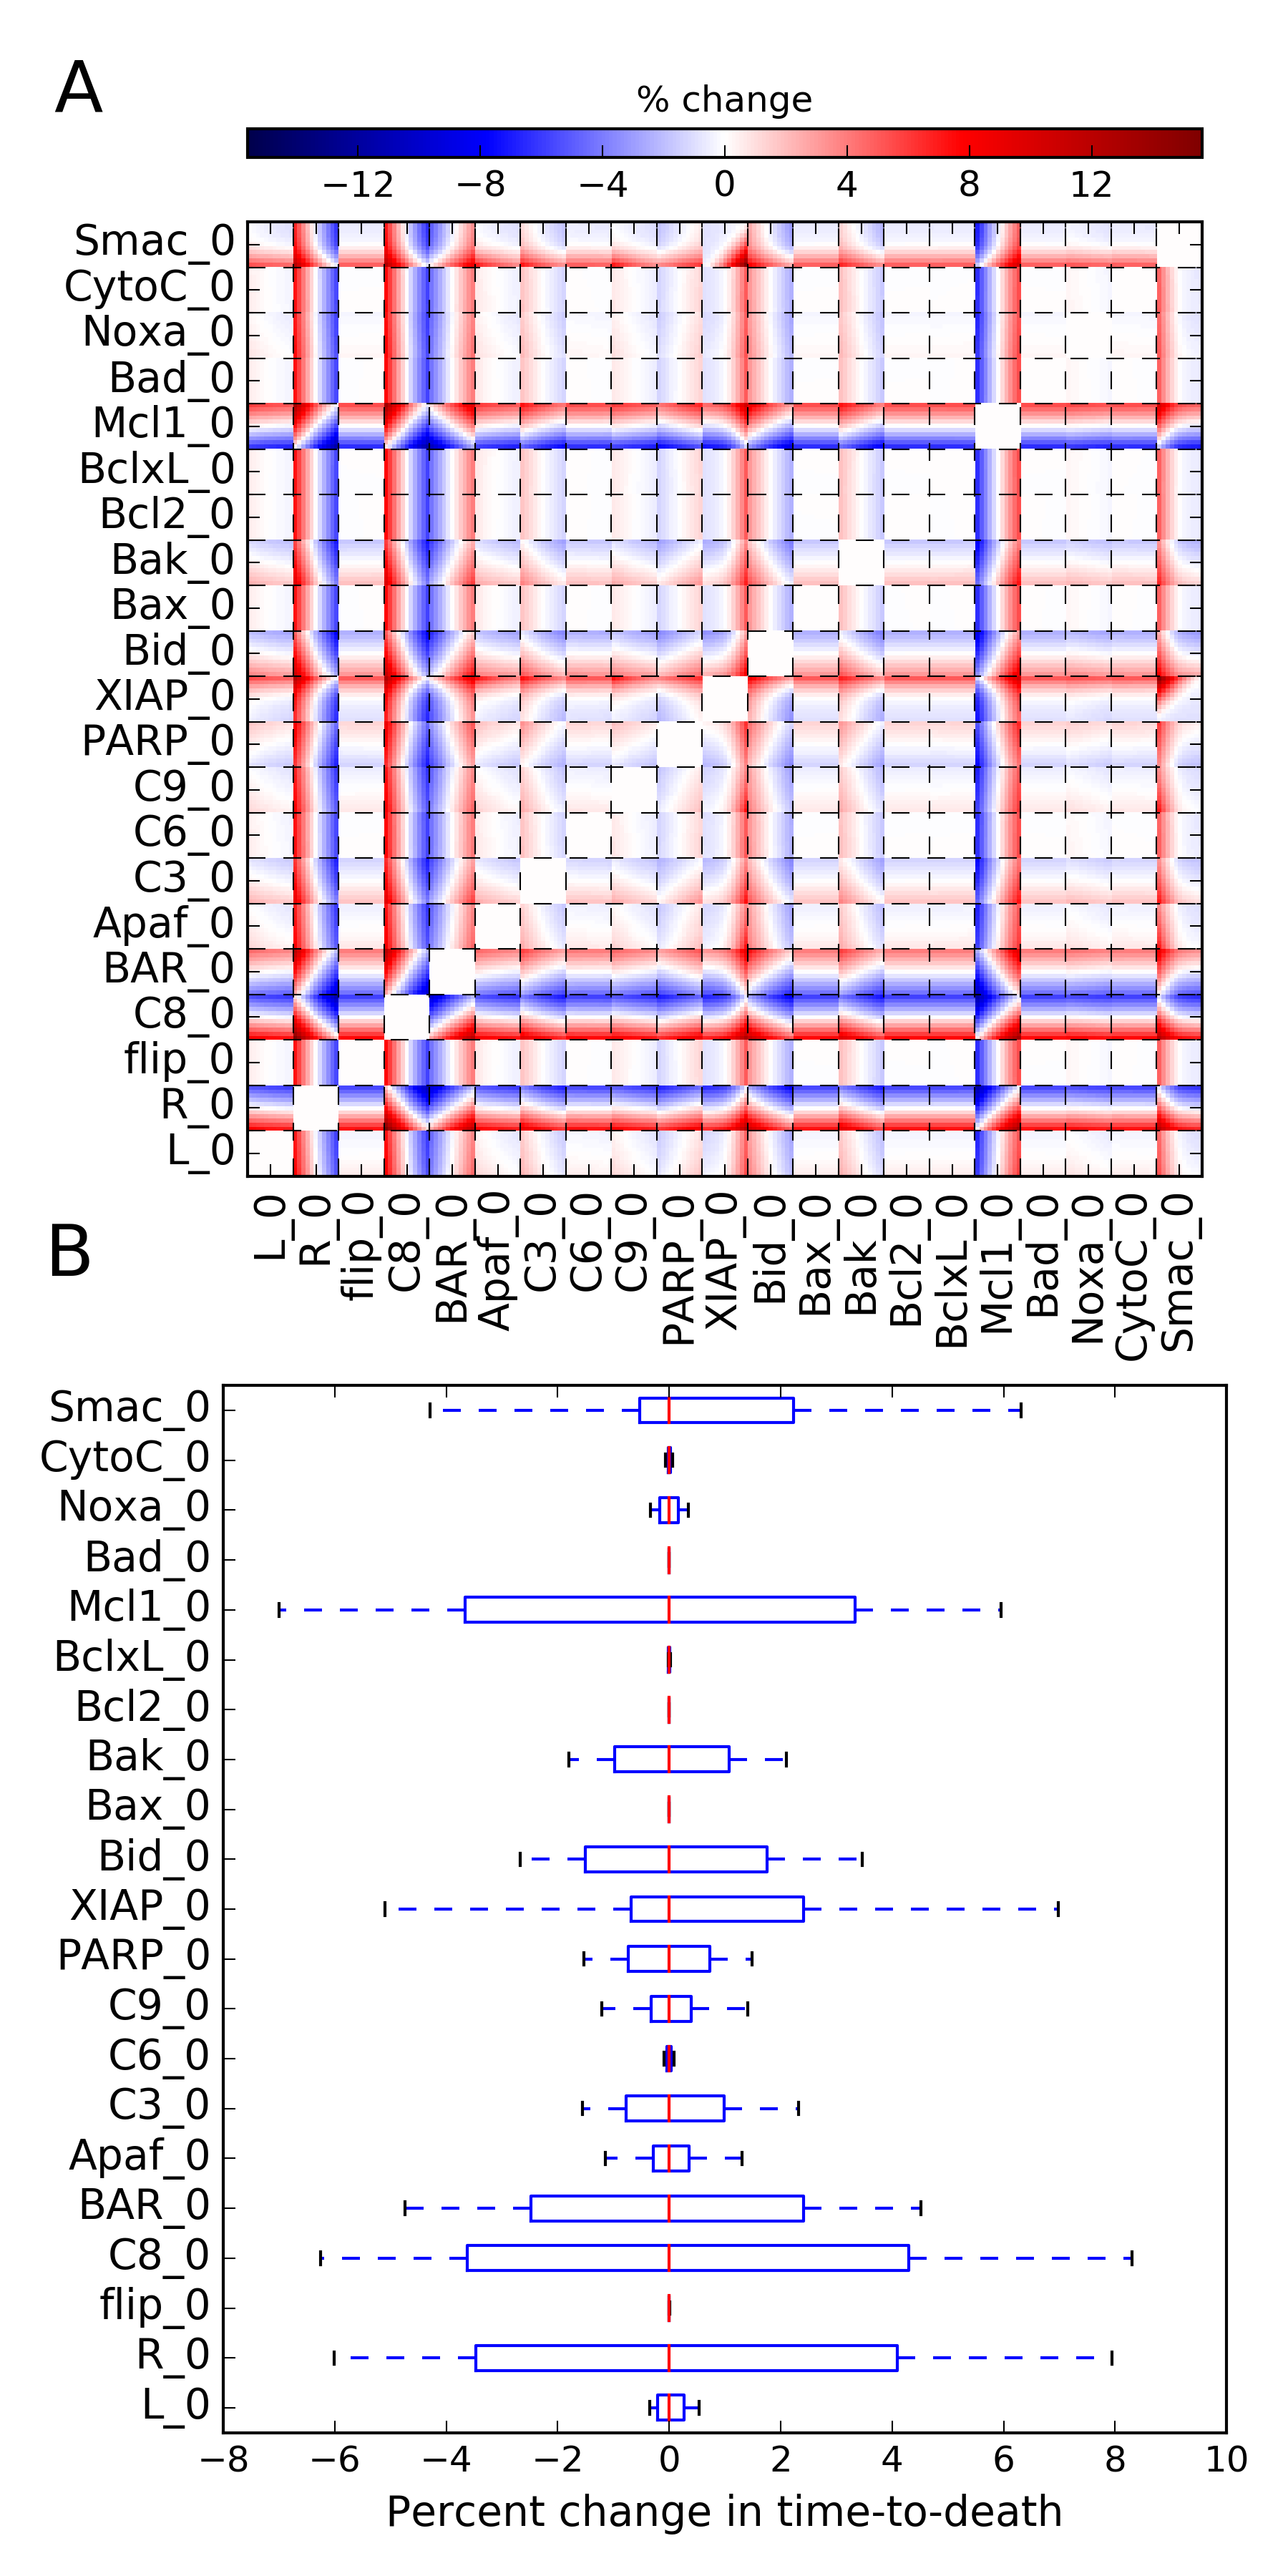 A
% change
−12 −8 −4 0 4 8 12
Smac_0
CytoC_0
Noxa_0
Bad_0
Mcl1_0
BclxL_0
Bcl2_0
Bak_0
Bax_0
Bid_0
XIAP_0
PARP_0
C9_0
C6_0
C3_0
Apaf_0
BAR_0
C8_0
flip_0
R_0
L_0
L_0 R_0 flip_0 C8_0 BAR_0 Apaf_0 C3_0 C6_0 C9_0 PARP_0 XIAP_0 Bid_0 Bax_0 Bak_0 Bcl2_0 BclxL_0 Mcl1_0 Bad_0 Noxa_0 CytoC_0 Smac_0
B
Smac_0
CytoC_0
Noxa_0
Bad_0
Mcl1_0
BclxL_0
Bcl2_0
Bak_0
Bax_0
Bid_0
XIAP_0
PARP_0
C9_0
C6_0
C3_0
Apaf_0
BAR_0
C8_0
flip_0
R_0
L_0
−8 −6 −4 −2 0 2 4 6 8 10
Percent change in time-to-death